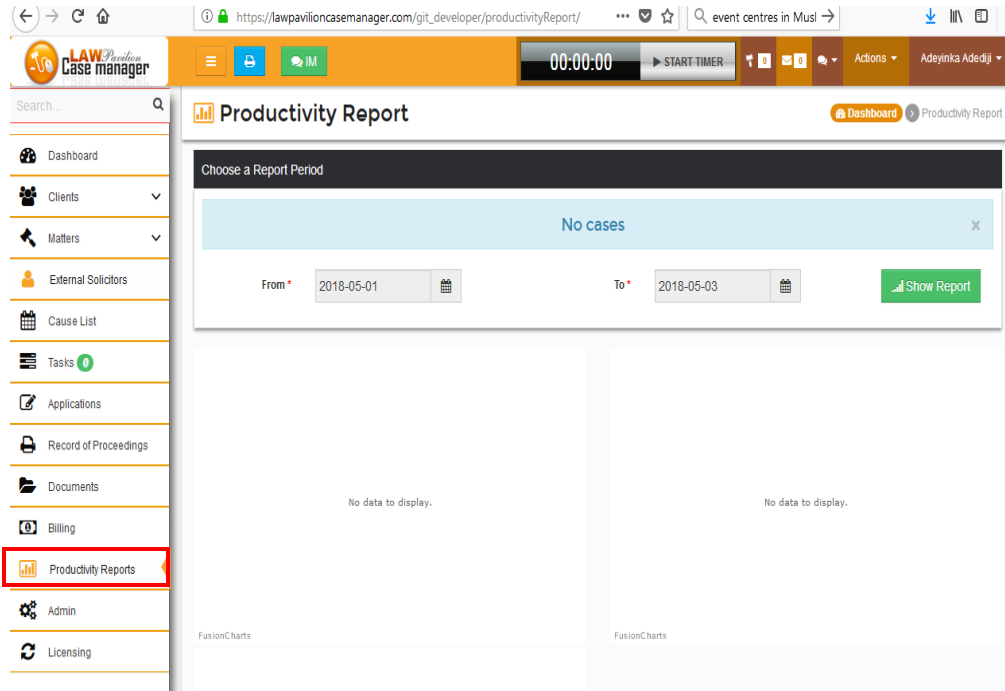 https://lawpavilioncasemanager.com/git_developer/productivityReport/
event centres in Musl
LAW Pavilion
Case manager
IM
00:00:00
START TIMER
0
0
Actions
Adeyinka Adediji
Search...
Productivity Report
Dashboard
Productivity Report
Dashboard
Clients
Matters
External Solicitors
Cause List
Tasks 0
Applications
Record of Proceedings
Documents
Billing
Productivity Reports
Admin
Licensing
Choose a Report Period
No cases
x
From *
2018-05-01
To *
2018-05-03
Show Report
No data to display.
No data to display.
FusionCharts
FusionCharts